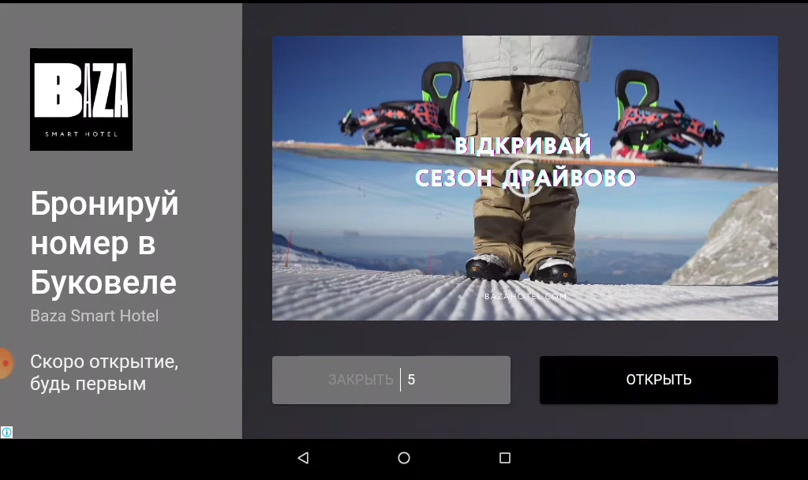 BAZA
SMART HOTEL
Бронируй
номер в
Буковеле
Baza Smart Hotel
Скоро открытие,
будь первым
ВІДКРИВАЙ
СЕЗОН ДРАЙВОВО
BAZAHOTEL.COM
ЗАКРЫТЬ 5
ОТКРЫТЬ